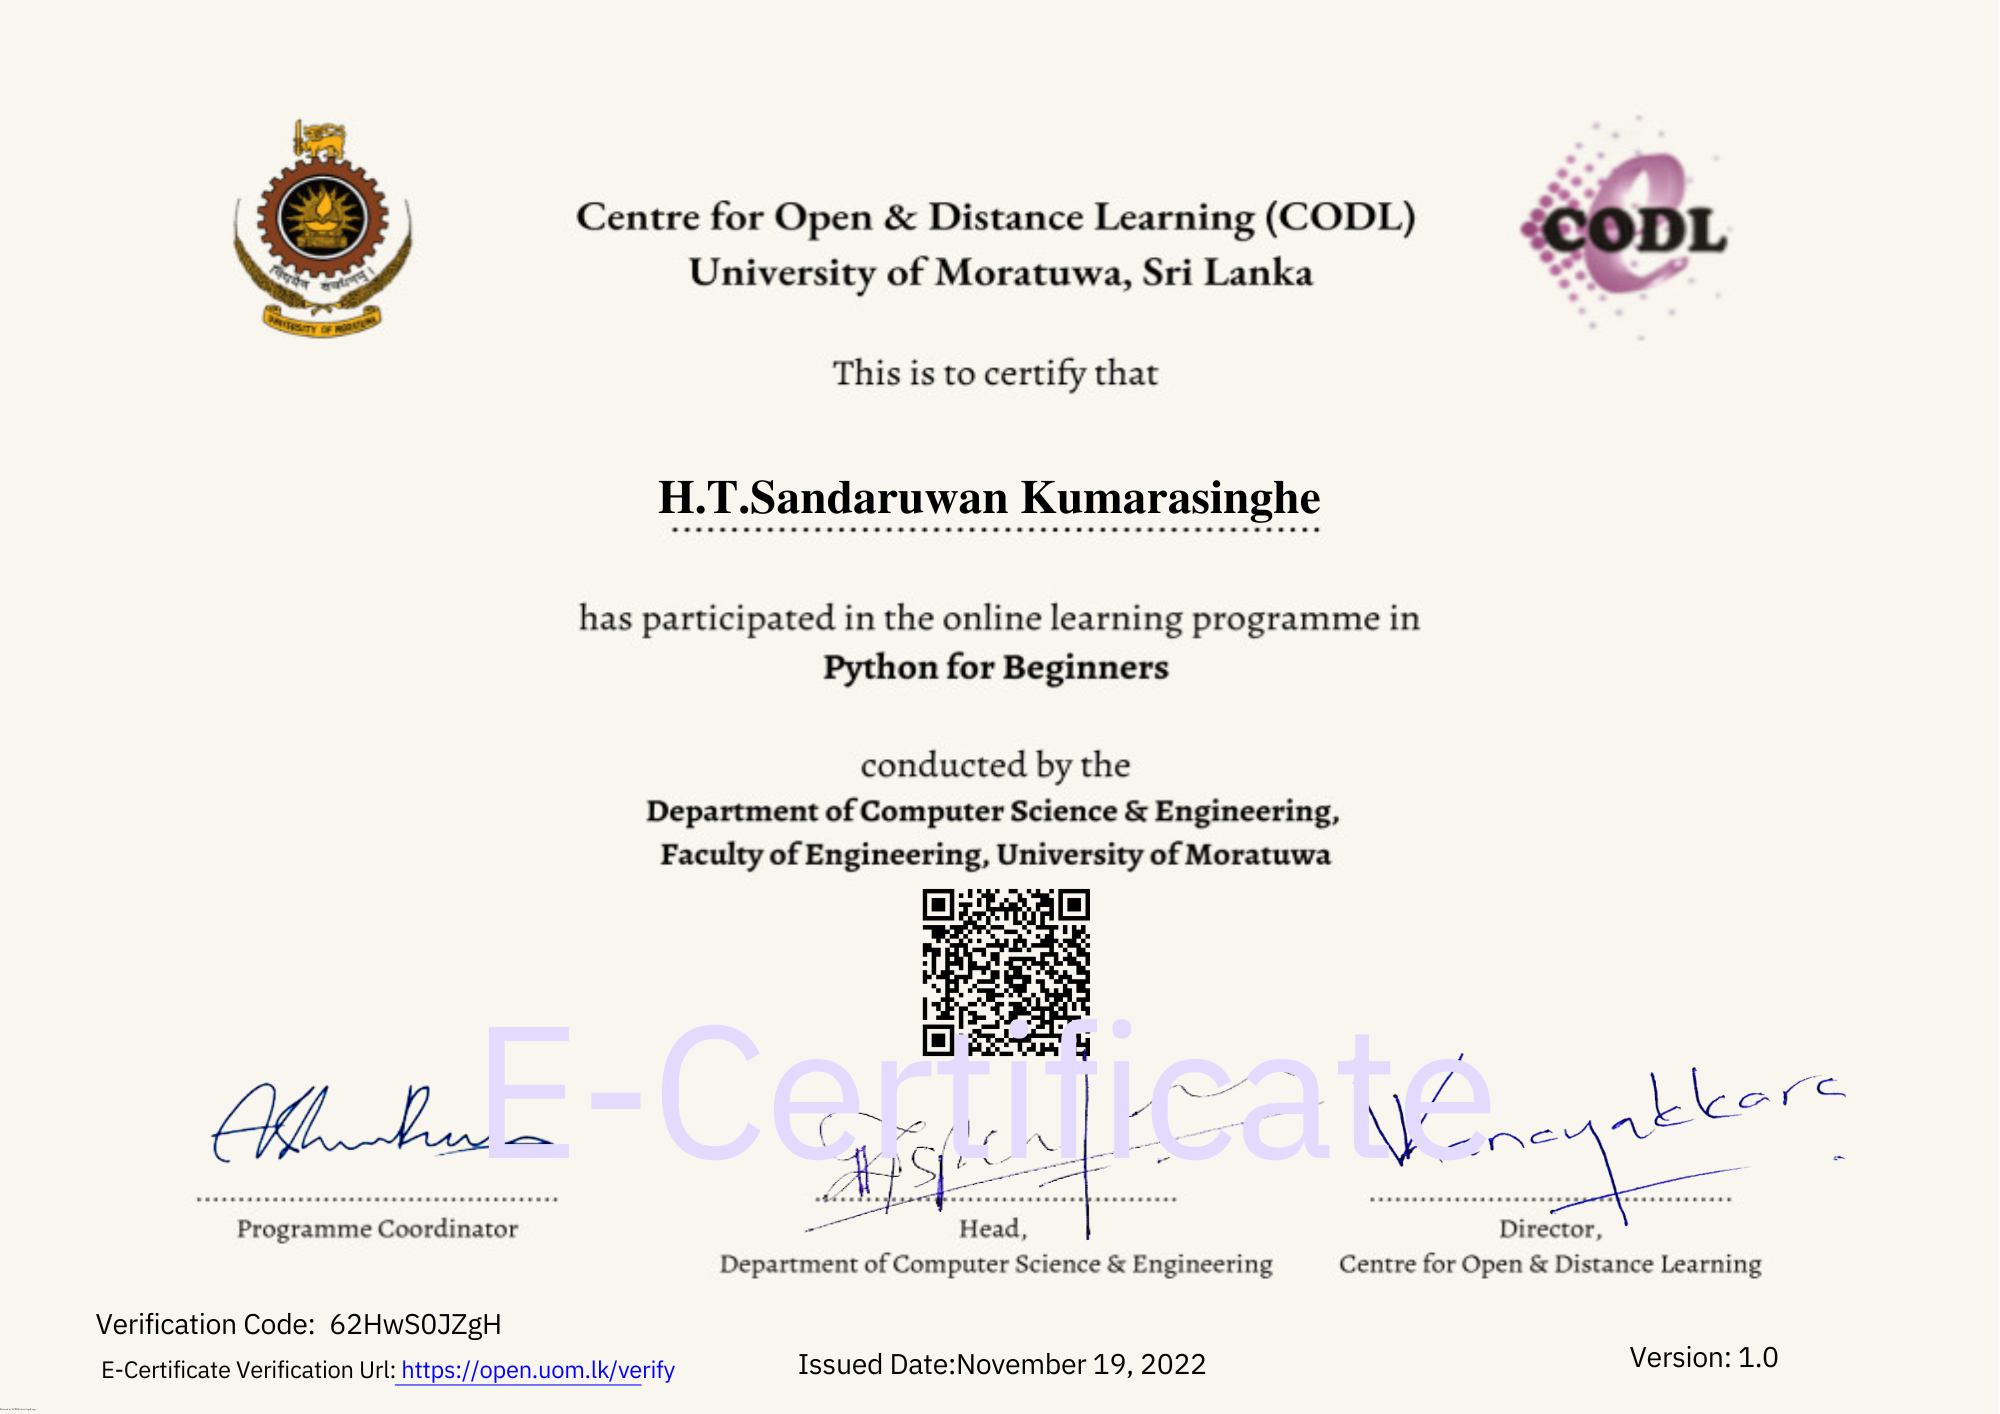 Centre for Open & Distance Learning (CODL)
University of Moratuwa, Sri Lanka
CODL
UNIVERSITY OF MORATUWA
This is to certify that
H.T.Sandaruwan Kumarasinghe
has participated in the online learning programme in
Python for Beginners
conducted by the
Department of Computer Science & Engineering,
Faculty of Engineering, University of Moratuwa
E-Certificate
Programme Coordinator
Head,
Department of Computer Science & Engineering
Director,
Centre for Open & Distance Learning
Verification Code: 62HwS0JZgH
E-Certificate Verification Url: https://open.uom.lk/verify
Issued Date:November 19, 2022
Version: 1.0